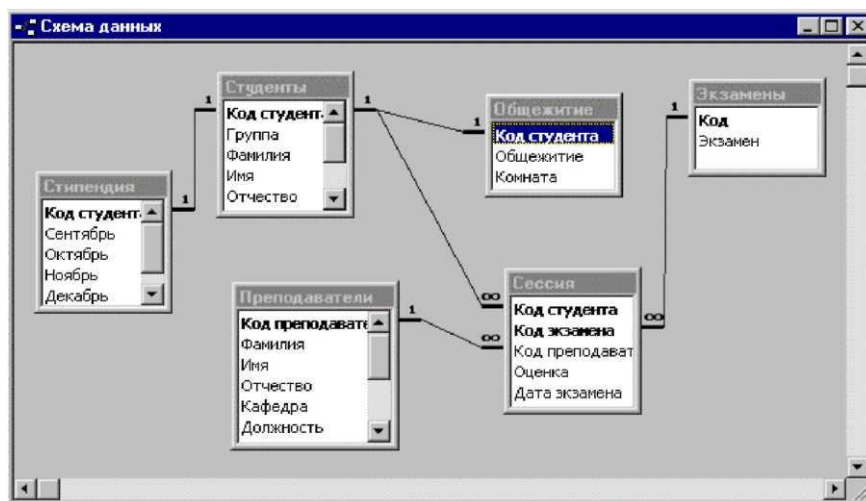 Схема данных
Студенты
Код студент
Группа
Фамилия
Имя
Отчество
1
1
Общежитие
Код студента
Общежитие
Комната
1
Экзамены
Код
Экзамен
1
Стипендия
Код студент
Сентябрь
Октябрь
Ноябрь
Декабрь
1
Преподаватели
Код преподавате
Фамилия
Имя
Отчество
Кафедра
Должность
1
Сессия
Код студента
Код экзамена
Код преподават
Оценка
Дата экзамена
∞
∞
∞